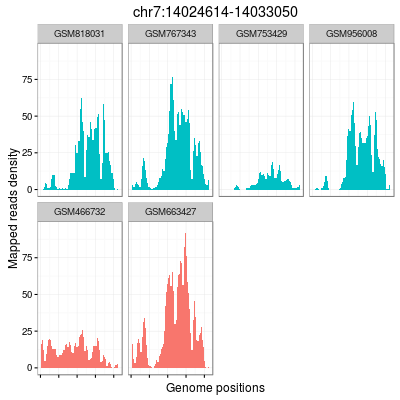 chr7:14024614-14033050
GSM818031 GSM767343 GSM753429 GSM956008
75
50
25
0
GSM466732 GSM663427
75
50
25
0
Mapped reads density
Genome positions